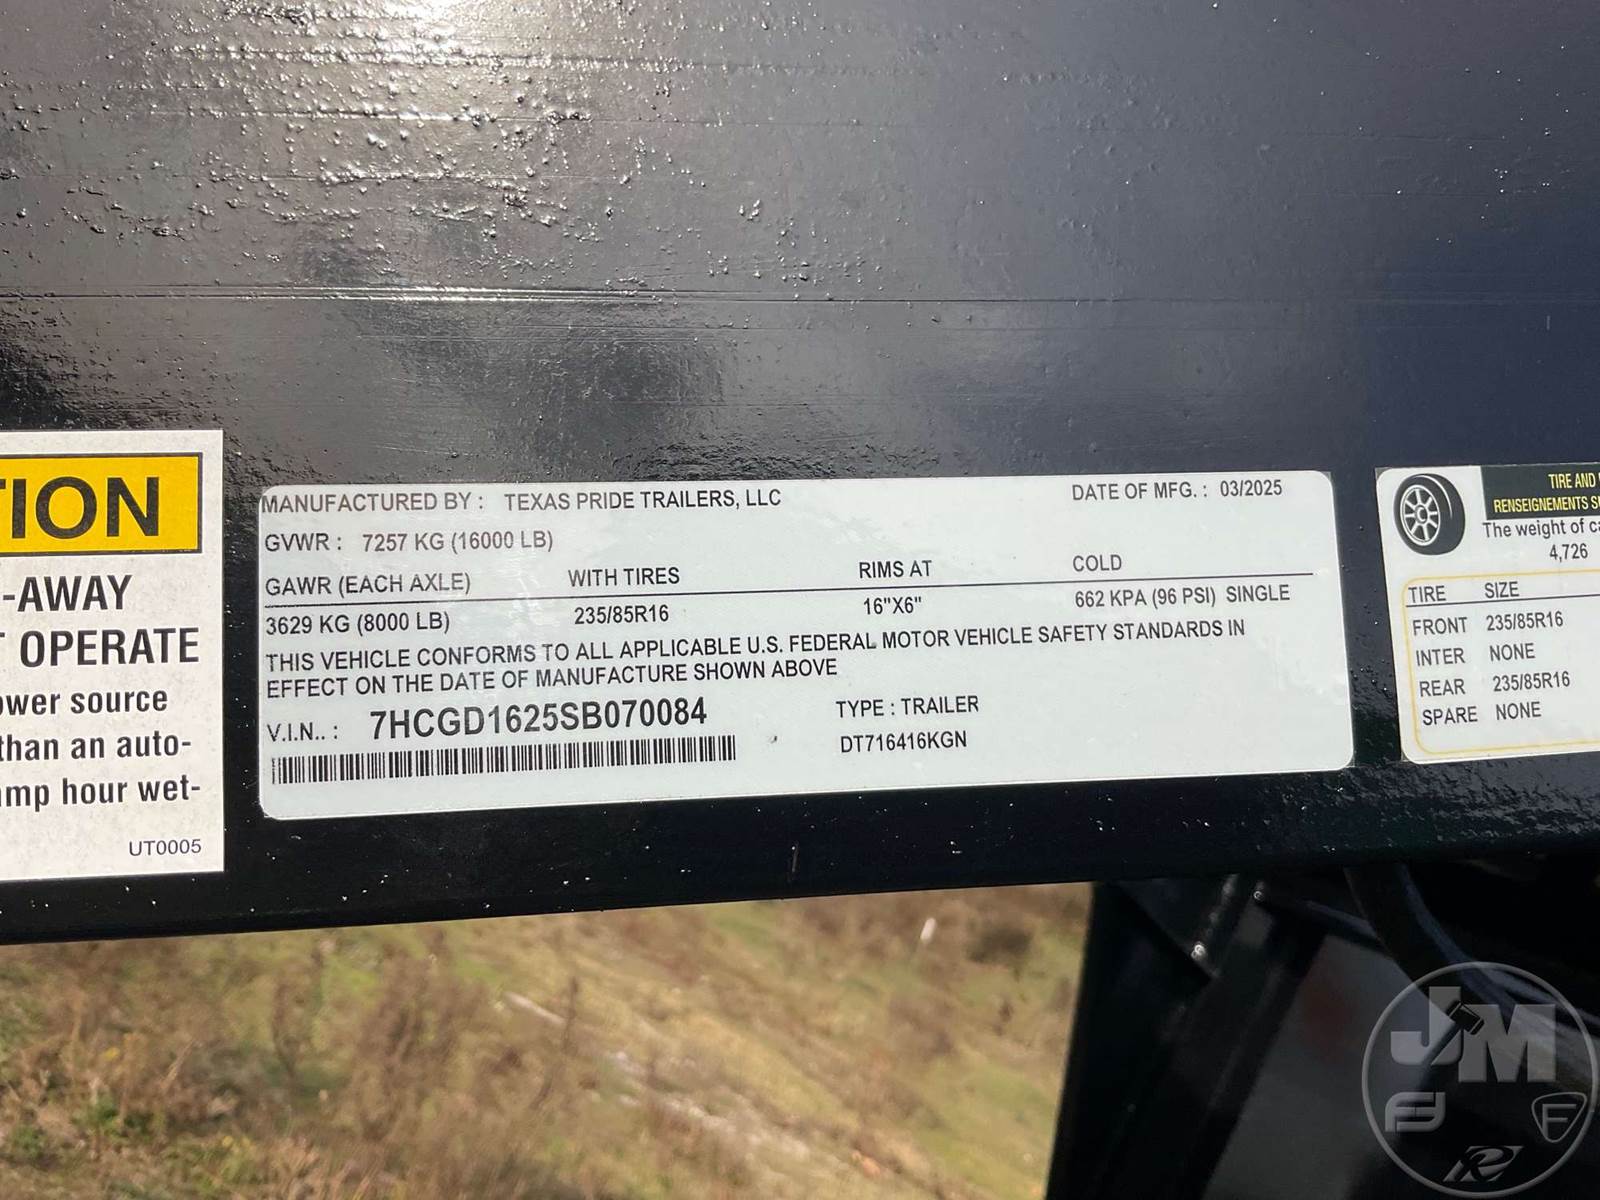 TION
-AWAY
T OPERATE
ower source
than an auto-
amp hour wet-
UT0005
MANUFACTURED BY : TEXAS PRIDE TRAILERS, LLC DATE OF MFG. : 03/2025
GVWR : 7257 KG (16000 LB)
GAWR (EACH AXLE) WITH TIRES RIMS AT COLD
3629 KG (8000 LB) 235/85R16 16"X6" 662 KPA (96 PSI) SINGLE
THIS VEHICLE CONFORMS TO ALL APPLICABLE U.S. FEDERAL MOTOR VEHICLE SAFETY STANDARDS IN
EFFECT ON THE DATE OF MANUFACTURE SHOWN ABOVE
V.I.N.. : 7HCGD1625SB070084 TYPE : TRAILER
DT716416KGN
TIRE AND
RENSEIGNEMENTS S
The weight of ca
4,726
TIRE SIZE
FRONT 235/85R16
INTER NONE
REAR 235/85R16
SPARE NONE
JM
F